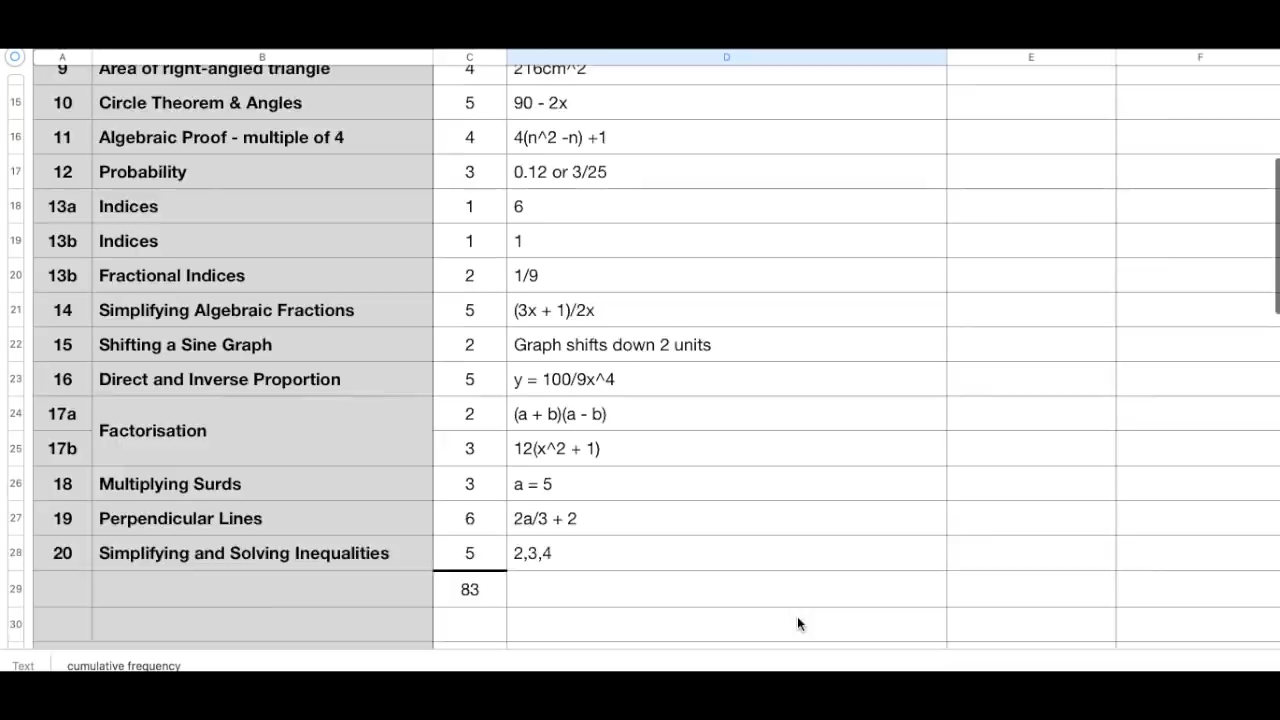 A B C D E F
9 Area of right-angled triangle 4 216cm^2
15 10 Circle Theorem & Angles 5 90 - 2x
16 11 Algebraic Proof - multiple of 4 4 4(n^2 -n) +1
17 12 Probability 3 0.12 or 3/25
18 13a Indices 1 6
19 13b Indices 1 1
20 13b Fractional Indices 2 1/9
21 14 Simplifying Algebraic Fractions 5 (3x + 1)/2x
22 15 Shifting a Sine Graph 2 Graph shifts down 2 units
23 16 Direct and Inverse Proportion 5 y = 100/9x^4
24 17a Factorisation 2 (a + b)(a - b)
25 17b 3 12(x^2 + 1)
26 18 Multiplying Surds 3 a = 5
27 19 Perpendicular Lines 6 2a/3 + 2
28 20 Simplifying and Solving Inequalities 5 2,3,4
29 83
30
Text cumulative frequency